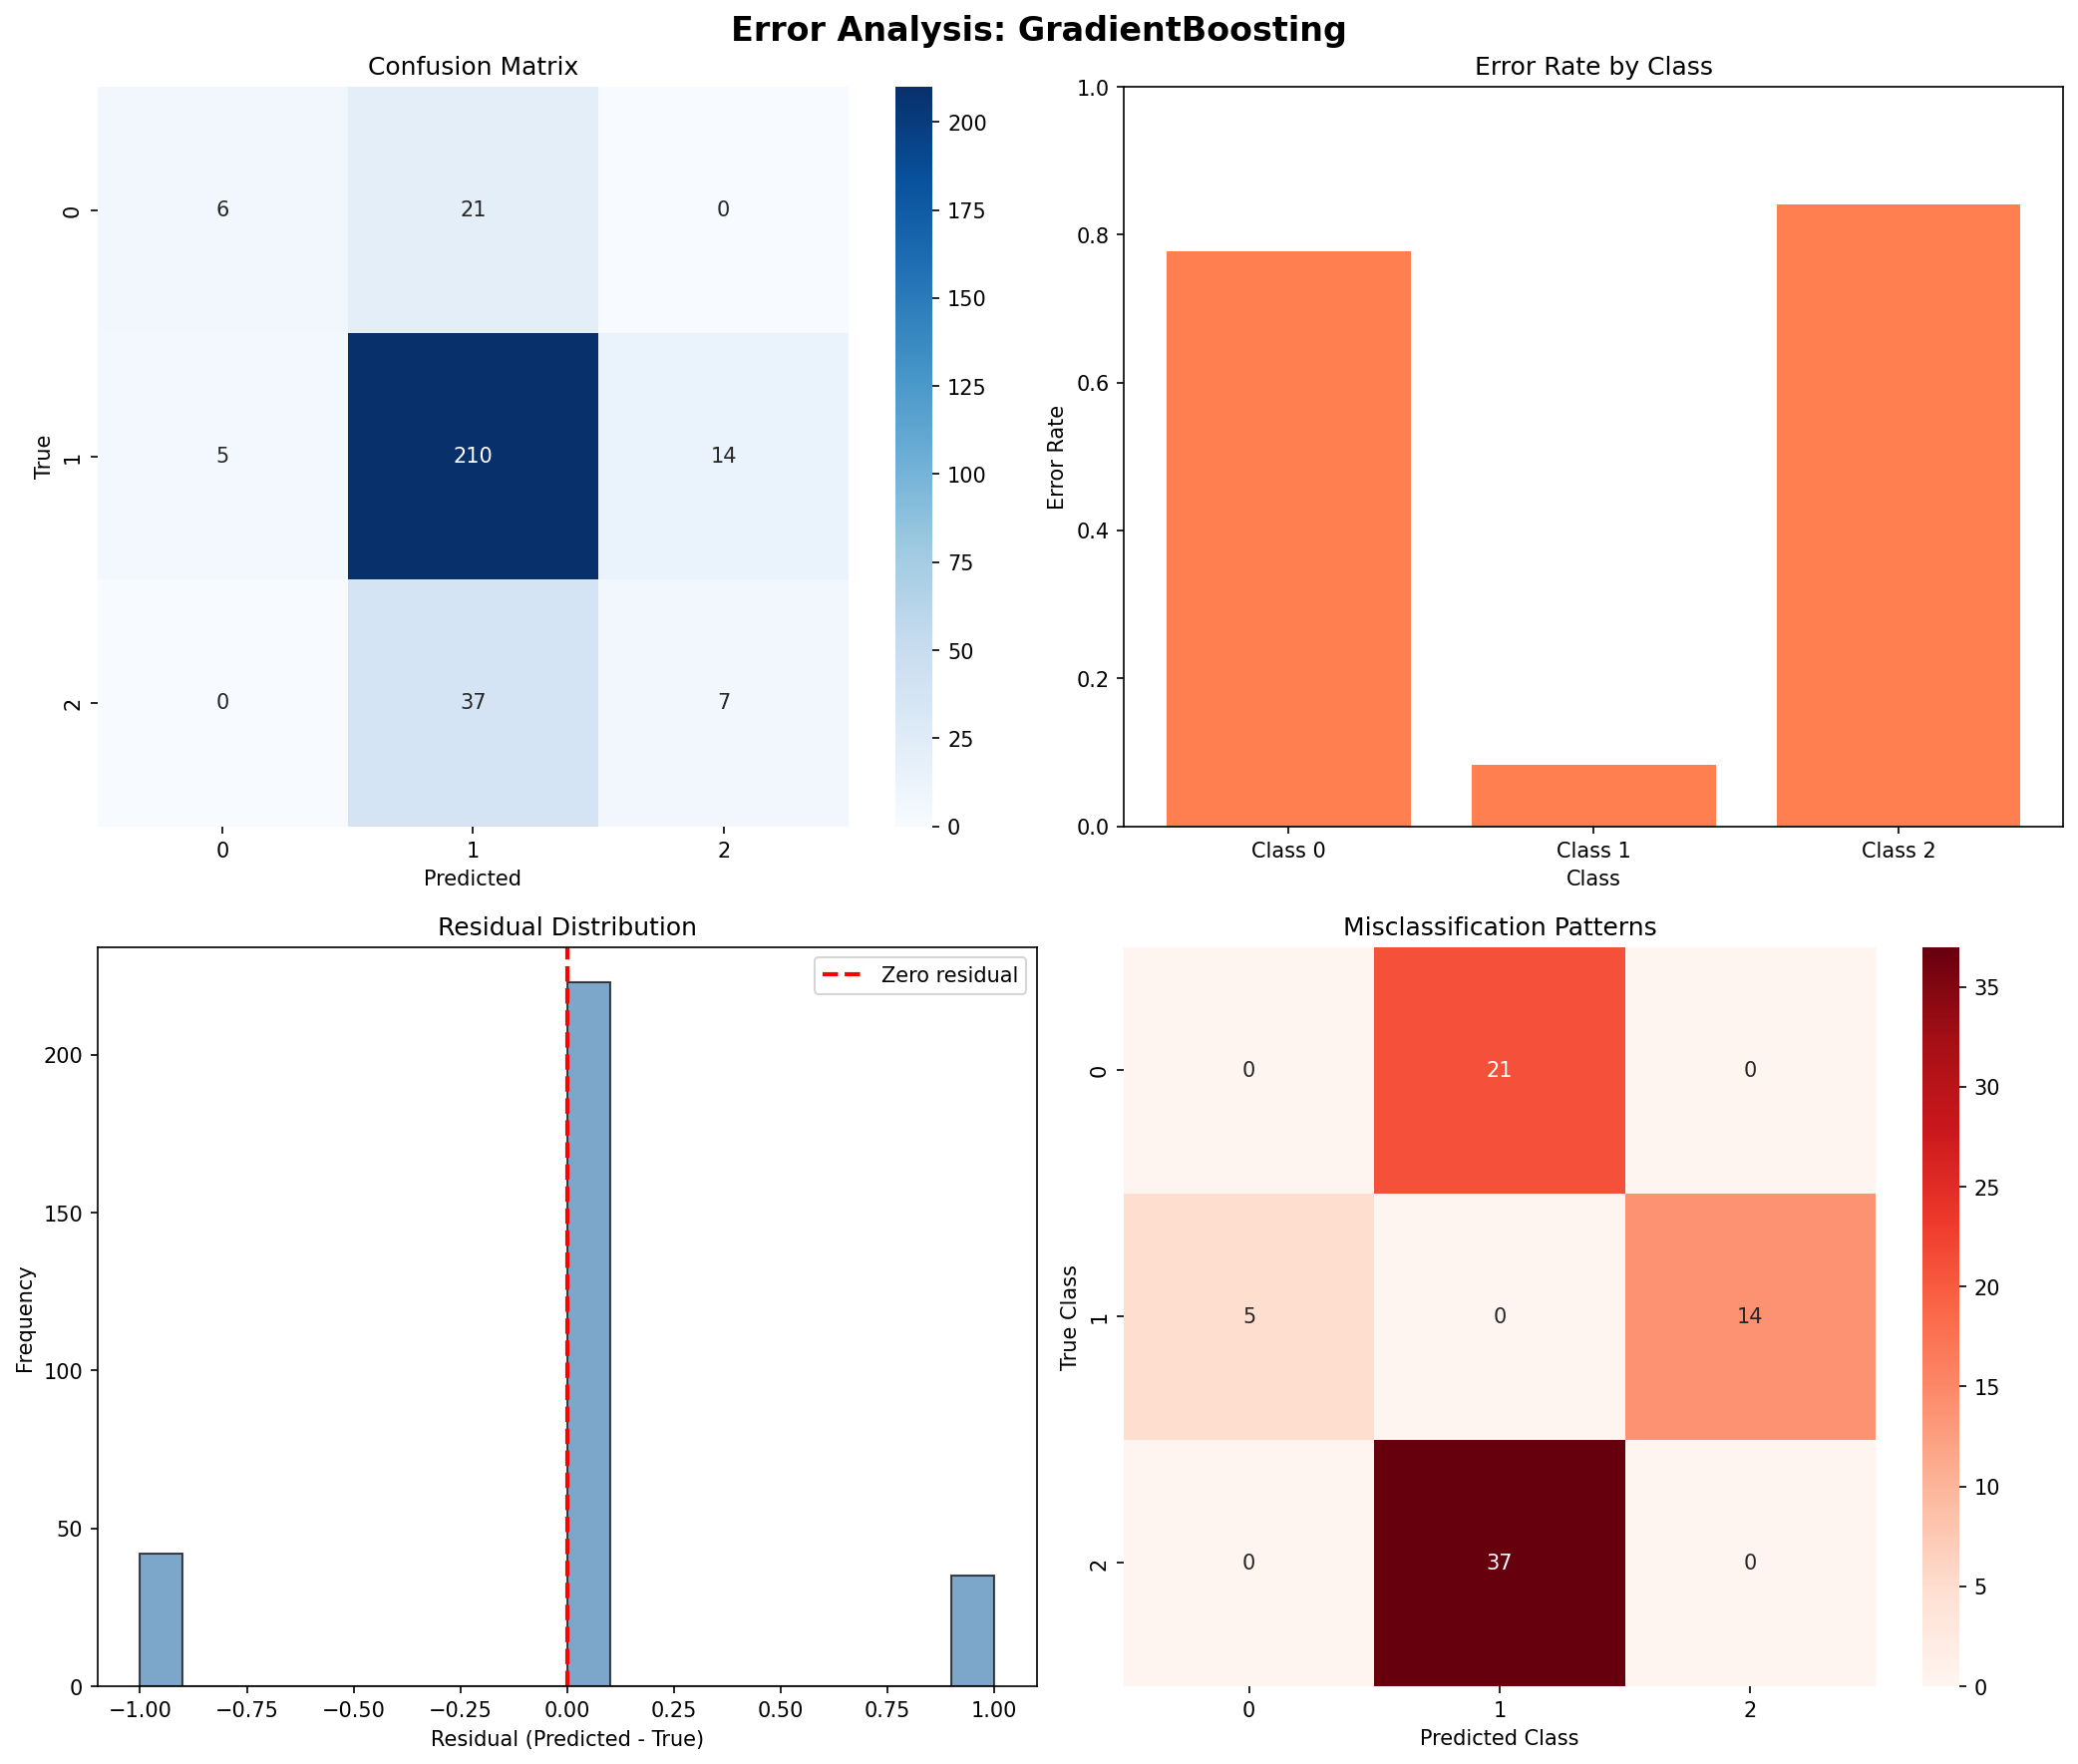 Error Analysis: GradientBoosting
Confusion Matrix
6 21 0
5 210 14
0 37 7
0
1
2
True
0 1 2
Predicted
200
175
150
125
100
75
50
25
0
Error Rate by Class
1.0
0.8
0.6
0.4
0.2
0.0
Error Rate
Class 0 Class 1 Class 2
Class
Residual Distribution
Zero residual
200
150
100
50
0
Frequency
−1.00 −0.75 −0.50 −0.25 0.00 0.25 0.50 0.75 1.00
Residual (Predicted - True)
Misclassification Patterns
0 21 0
5 0 14
0 37 0
0
1
2
True Class
0 1 2
Predicted Class
35
30
25
20
15
10
5
0